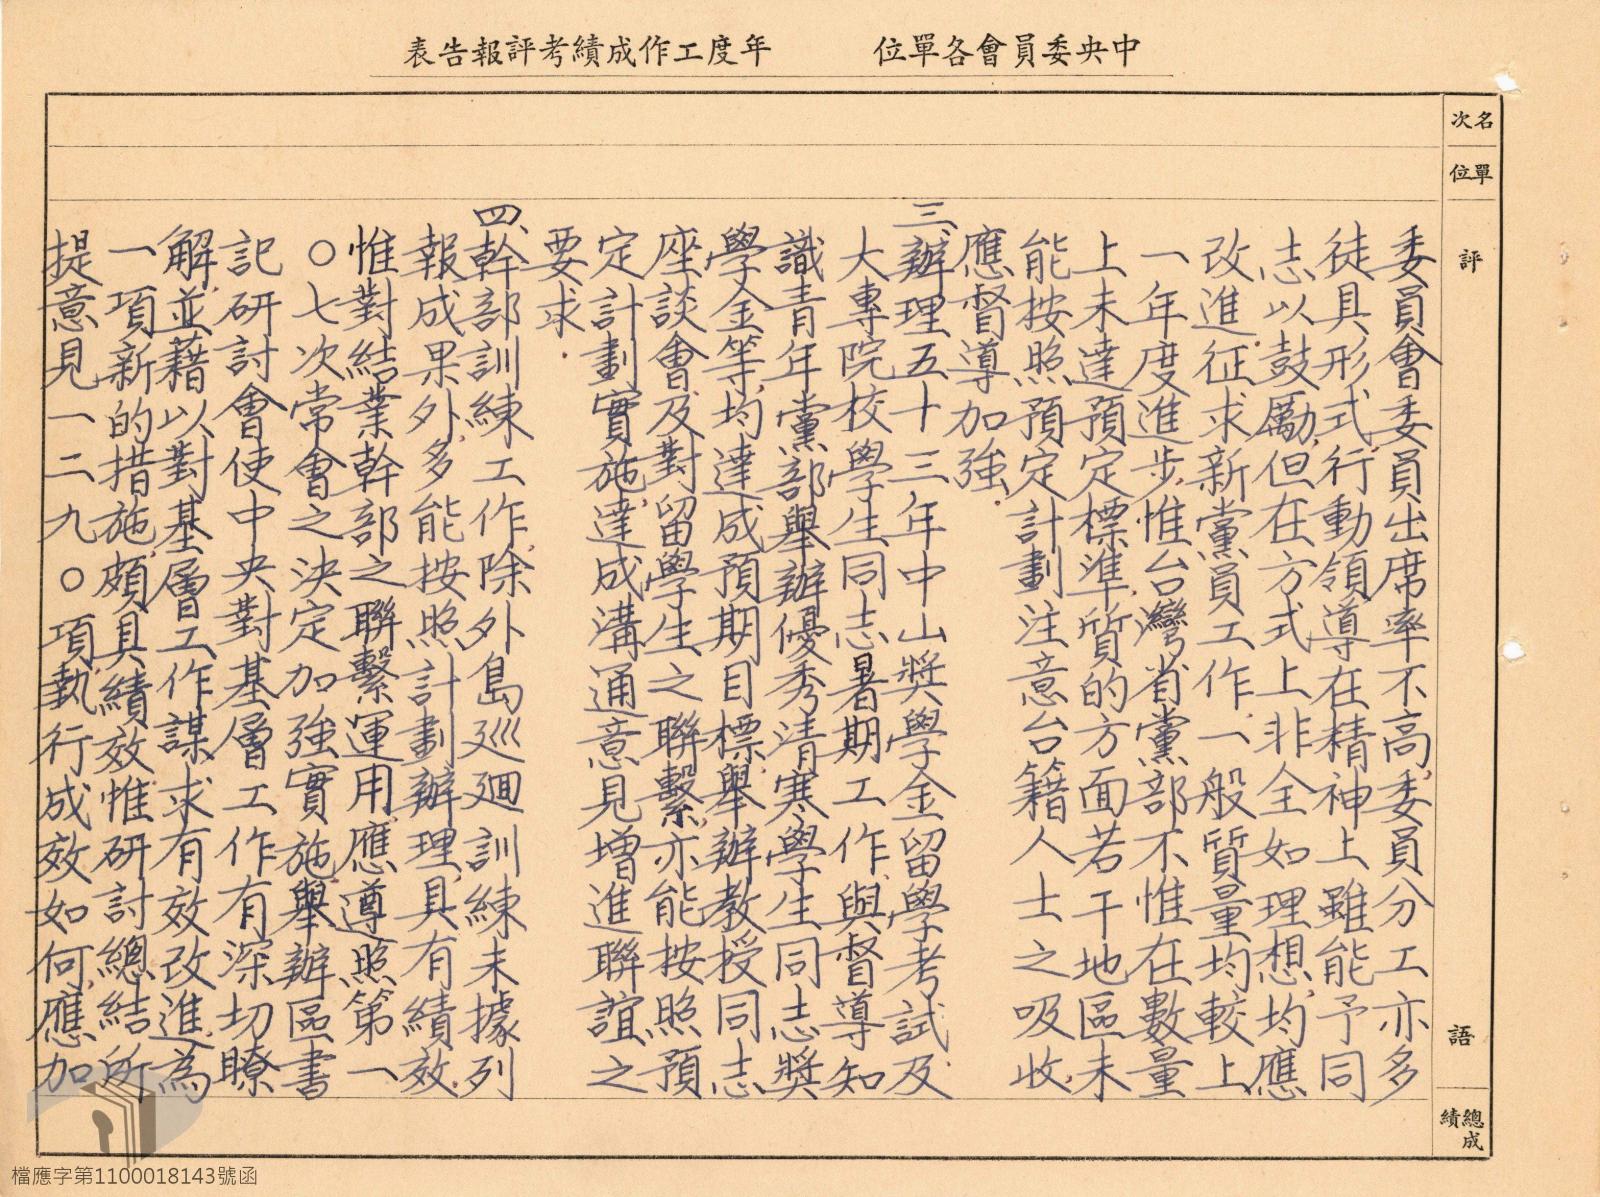 中央委員會各單位　　年度工作成績考評報告表
名次
單位
評語
總成績
委員會委員出席率不高，委員分工亦多
徒具形式，行動領導在精神上雖能予同
志以鼓勵，但在方式上非全如理想，均應
改進。征求新黨員工作，一般質量均較上
一年度進步，惟台灣省黨部不惟在數量
上未達預定標準，質的方面若干地區未
能按照預定計劃注意台籍人士之吸收，
應督導加強。
三、辦理五十三年中山獎學金留學考試及
大專院校學生同志暑期工作，與督導知
識青年黨部舉辦優秀清寒學生同志獎
學金等，均達成預期目標，舉辦教授同志
座談會，及對留學生之聯繫，亦能按照預
定計劃實施，達成溝通意見增進聯誼之
要求。
四、幹部訓練工作，除外島巡迴訓練未據列
報成果外，多能按照計劃辦理，具有績效，
惟對結業幹部之聯繫運用，應遵照第一
〇七次常會之決定加強實施。舉辦區書
記研討會使中央對基層工作有深切瞭
解，並藉以對基層工作謀求有效改進，為
一項新的措施，頗具績效，惟研討總結所
提意見一二九〇項，執行成效如何，應加
檔應字第1100018143號函